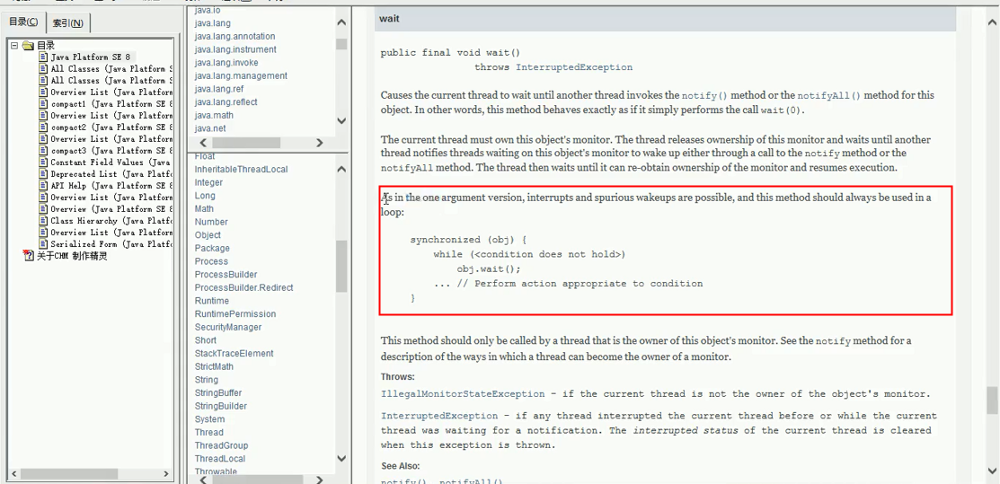 目录(C)
索引(N)
目录
Java Platform SE 8
All Classes (Java Platform S
All Classes (Java Platform S
Overview List (Java Platform
compact1 (Java Platform SE 8
Overview List (Java Platform
compact2 (Java Platform SE 8
Overview List (Java Platform
compact3 (Java Platform SE 8
Constant Field Values (Java
Deprecated List (Java Platfo
API Help (Java Platform SE 8
Overview List (Java Platform
Overview List (Java Platform
Class Hierarchy (Java Platfo
Overview List (Java Platform
Serialized Form (Java Platfo
关于CHM 制作精灵
java.io
java.lang
java.lang.annotation
java.lang.instrument
java.lang.invoke
java.lang.management
java.lang.ref
java.lang.reflect
java.math
java.net
Float
InheritableThreadLocal
Integer
Long
Math
Number
Object
Package
Process
ProcessBuilder
ProcessBuilder.Redirect
Runtime
RuntimePermission
SecurityManager
Short
StackTraceElement
StrictMath
String
StringBuffer
StringBuilder
System
Thread
ThreadGroup
ThreadLocal
Throwable
wait
public final void wait()
throws InterruptedException
Causes the current thread to wait until another thread invokes the notify() method or the notifyAll() method for this
object. In other words, this method behaves exactly as if it simply performs the call wait(0).
The current thread must own this object's monitor. The thread releases ownership of this monitor and waits until another
thread notifies threads waiting on this object's monitor to wake up either through a call to the notify method or the
notifyAll method. The thread then waits until it can re-obtain ownership of the monitor and resumes execution.
As in the one argument version, interrupts and spurious wakeups are possible, and this method should always be used in a
loop:
synchronized (obj) {
while (<condition does not hold>)
obj.wait();
... // Perform action appropriate to condition
}
This method should only be called by a thread that is the owner of this object's monitor. See the notify method for a
description of the ways in which a thread can become the owner of a monitor.
Throws:
IllegalMonitorStateException - if the current thread is not the owner of the object's monitor.
InterruptedException - if any thread interrupted the current thread before or while the current
thread was waiting for a notification. The interrupted status of the current thread is cleared
when this exception is thrown.
See Also:
notify(), notifyAll()